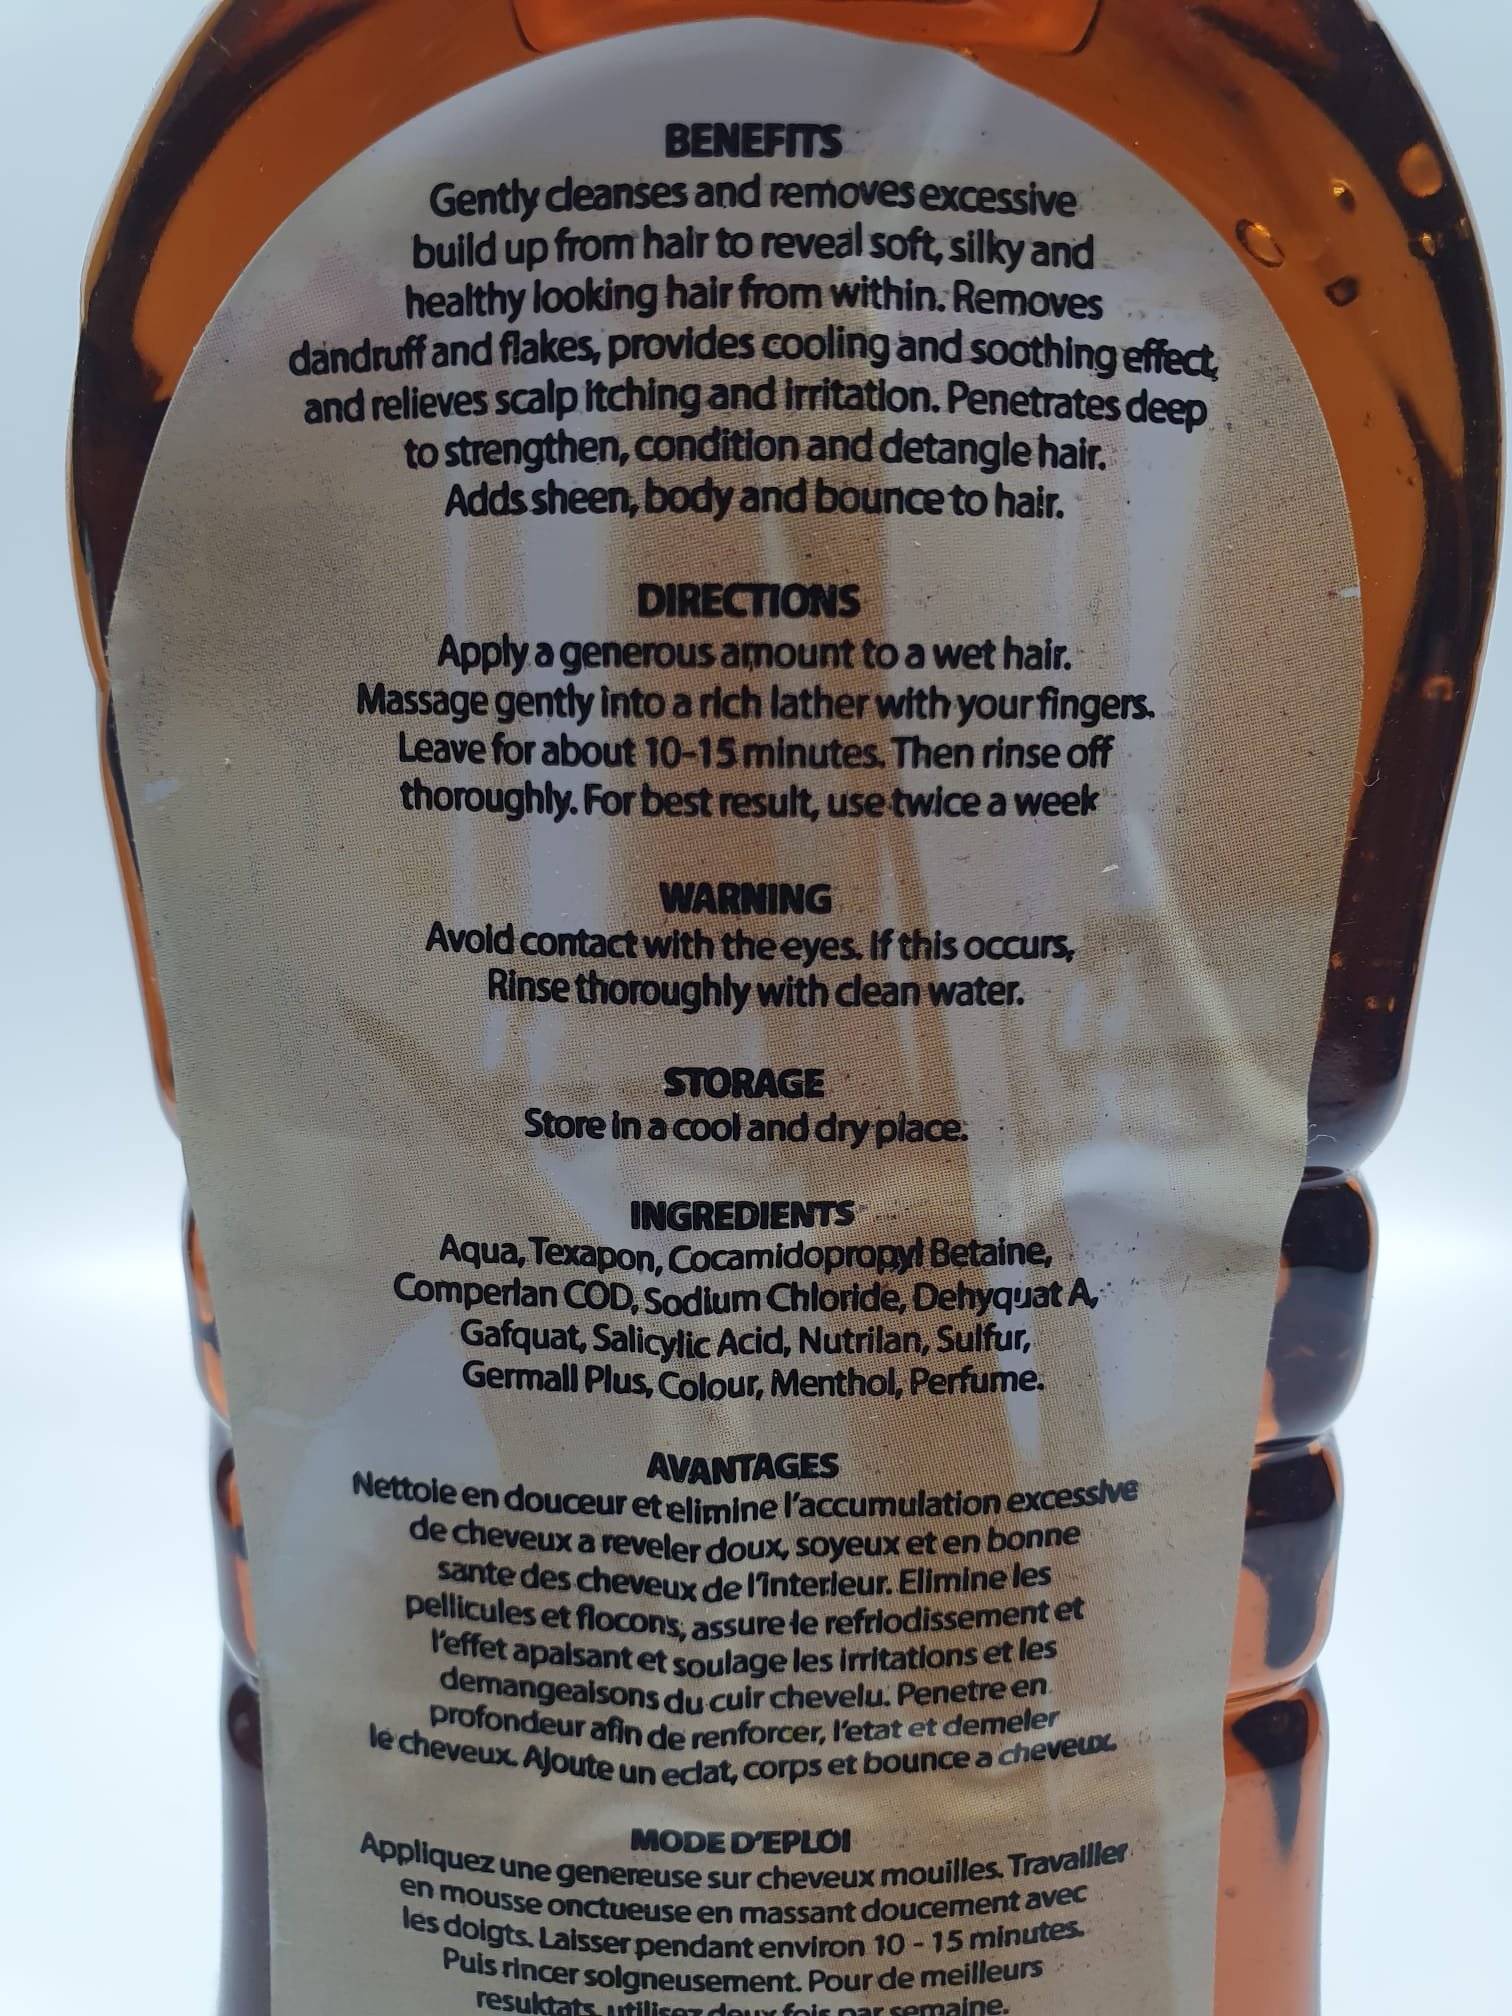 BENEFITS
Gently cleanses and removes excessive
build up from hair to reveal soft, silky and
healthy looking hair from within. Removes
dandruff and flakes, provides cooling and soothing effect,
and relieves scalp itching and irritation. Penetrates deep
to strengthen, condition and detangle hair.
Adds sheen, body and bounce to hair.
DIRECTIONS
Apply a generous amount to a wet hair.
Massage gently into a rich lather with your fingers.
Leave for about 10-15 minutes. Then rinse off
thoroughly. For best result, use twice a week
WARNING
Avoid contact with the eyes. If this occurs,
Rinse thoroughly with clean water.
STORAGE
Store in a cool and dry place.
INGREDIENTS
Aqua, Texapon, Cocamidopropyl Betaine,
Comperlan COD, Sodium Chloride, Dehyquat A,
Gafquat, Salicylic Acid, Nutrilan, Sulfur,
Germall Plus, Colour, Menthol, Perfume.
AVANTAGES
Nettoie en douceur et elimine l'accumulation excessive
de cheveux a reveler doux, soyeux et en bonne
sante des cheveux de l'interieur. Elimine les
pellicules et flocons, assure le refriodissement et
l'effet apaisant et soulage les irritations et les
demangeaisons du cuir chevelu. Penetre en
profondeur afin de renforcer, l'etat et demeler
le cheveux. Ajoute un eclat, corps et bounce a cheveux.
MODE D'EPLOI
Appliquez une genereuse sur cheveux mouilles. Travailler
en mousse onctueuse en massant doucement avec
les doigts. Laisser pendant environ 10 - 15 minutes.
Puis rincer soigneusement. Pour de meilleurs
resuktats, utilisez deux fois par semaine.